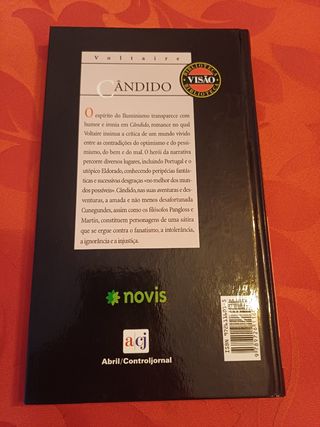 Voltaire
CÂNDIDO
BIBLIOTECA
VISÃO
BIBLIOTECA
O espírito do Iluminismo transparece com
humor e ironia em Cândido, romance no qual
Voltaire insinua a crítica de um mundo vivido
entre as contradições do optimismo e do pessi-
mismo, do bem e do mal. O herói da narrativa
percorre diversos lugares, incluindo Portugal e o
utópico Eldorado, conhecendo peripécias fantás-
ticas e sucessivas desgraças «no melhor dos mundos
possíveis». Cândido, nas suas aventuras e des-
venturas, a amada e não menos desafortunada
Cunegundes, assim como os filósofos Pangloss e
Martin, constituem personagens de uma sátira
que se ergue contra o fanatismo, a intolerância,
a ignorância e a injustiça.
novis
acj
Abril/Controljornal
ISBN